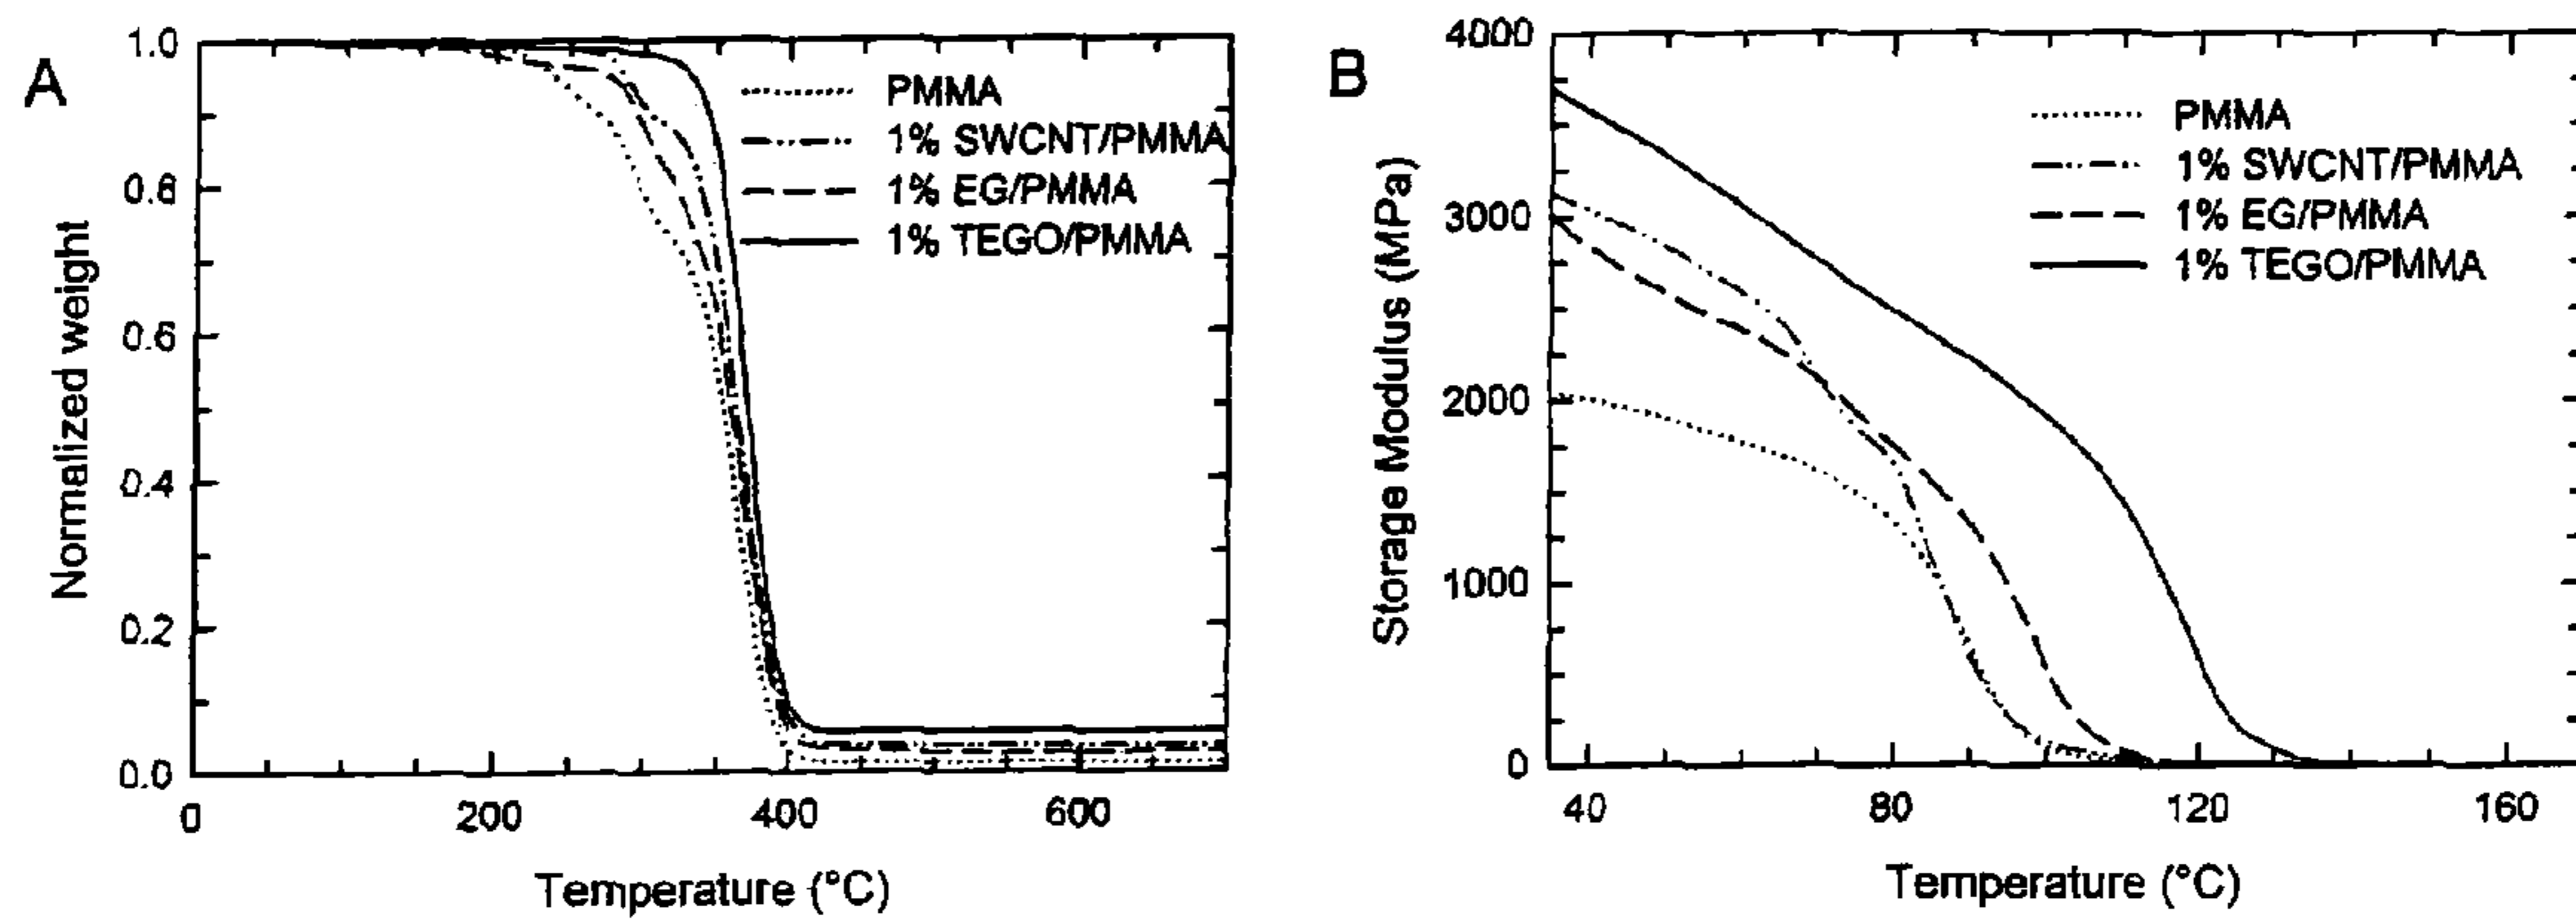 A
Normalized weight
1.0
0.8
0.6
0.4
0.2
0.0
0
200
400
600
Temperature (°C)
PMMA
1% SWCNT/PMMA
1% EG/PMMA
1% TEGO/PMMA
B
Storage Modulus (MPa)
4000
3000
2000
1000
0
40
80
120
160
Temperature (°C)
PMMA
1% SWCNT/PMMA
1% EG/PMMA
1% TEGO/PMMA